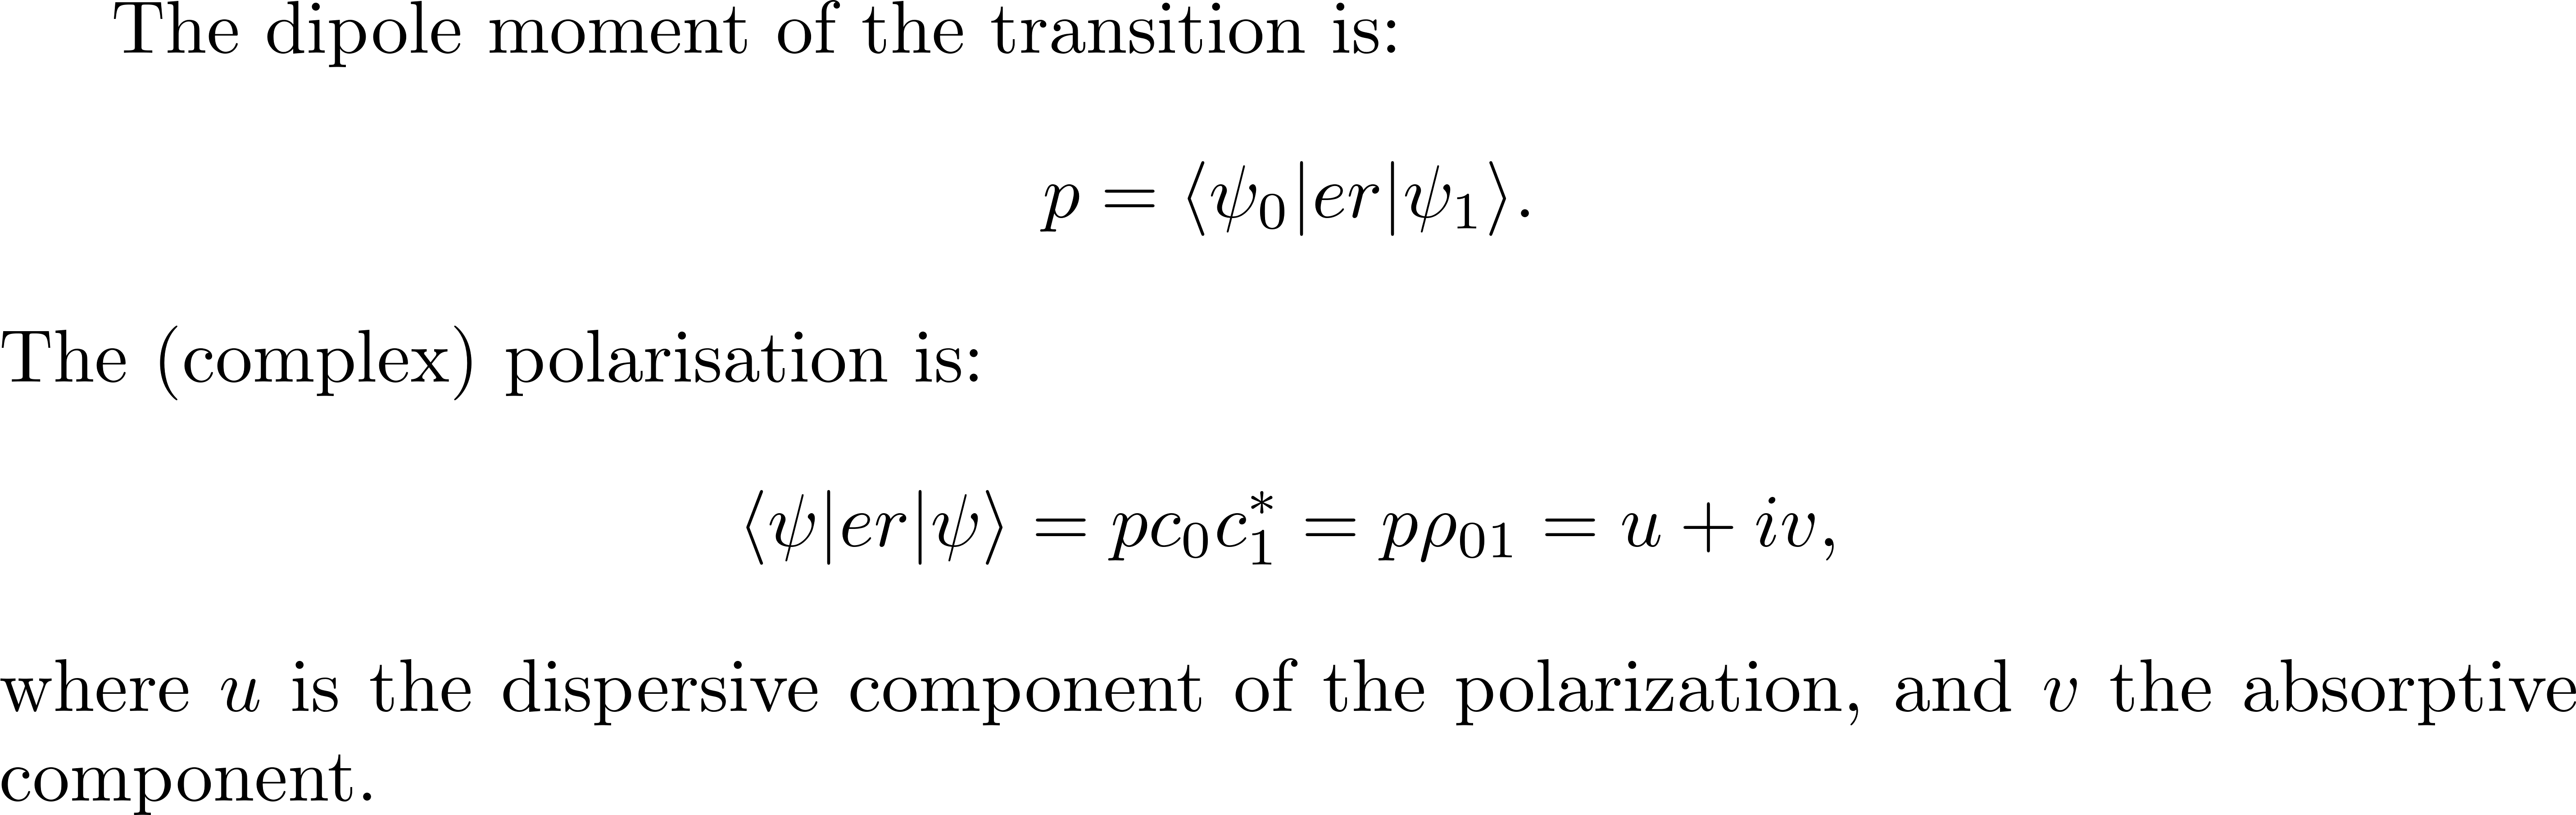 The dipole moment of the transition is:
p = ⟨ψ₀|er|ψ₁⟩.
The (complex) polarisation is:
⟨ψ|er|ψ⟩ = pc₀c₁* = pρ₀₁ = u + iv,
where u is the dispersive component of the polarization, and v the absorptive
component.